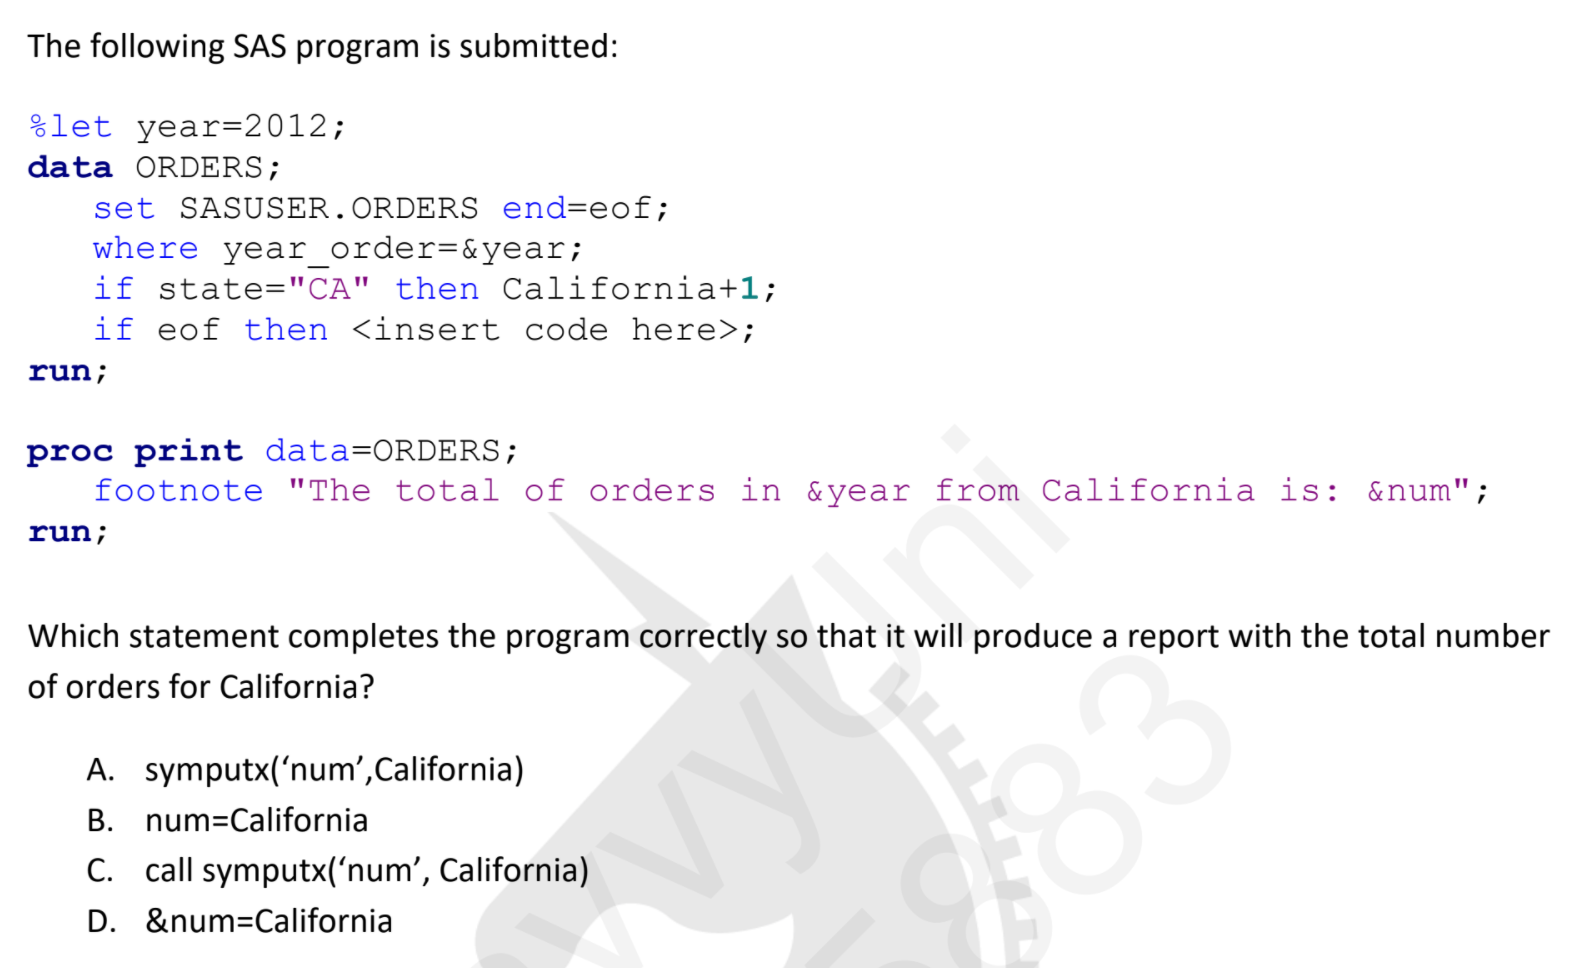 The following SAS program is submitted:
%let year=2012;
data ORDERS;
set SASUSER.ORDERS end=eof;
where year_order=&year;
if state="CA" then California+1;
if eof then <insert code here>;
run;
proc print data=ORDERS;
footnote "The total of orders in &year from California is: &num";
run;
Which statement completes the program correctly so that it will produce a report with the total number
of orders for California?
A. symputx(‘num’,California)
B. num=California
C. call symputx(‘num’, California)
D. &num=California